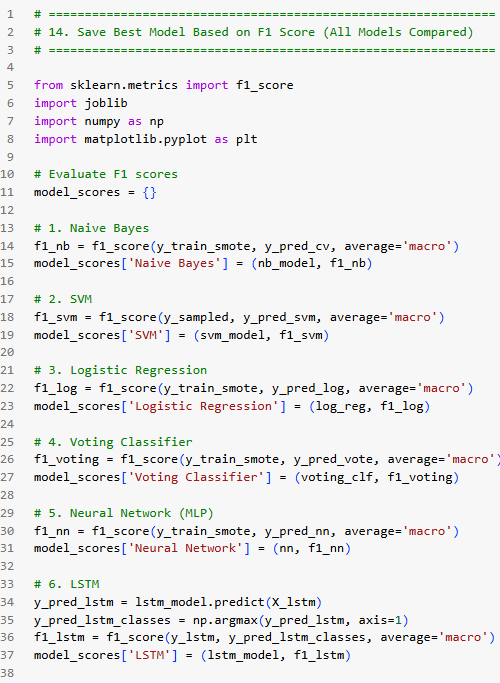 1 # ==============================================================
2 # 14. Save Best Model Based on F1 Score (All Models Compared)
3 # ==============================================================
4
5 from sklearn.metrics import f1_score
6 import joblib
7 import numpy as np
8 import matplotlib.pyplot as plt
9
10 # Evaluate F1 scores
11 model_scores = {}
12
13 # 1. Naive Bayes
14 f1_nb = f1_score(y_train_smote, y_pred_cv, average='macro')
15 model_scores['Naive Bayes'] = (nb_model, f1_nb)
16
17 # 2. SVM
18 f1_svm = f1_score(y_sampled, y_pred_svm, average='macro')
19 model_scores['SVM'] = (svm_model, f1_svm)
20
21 # 3. Logistic Regression
22 f1_log = f1_score(y_train_smote, y_pred_log, average='macro')
23 model_scores['Logistic Regression'] = (log_reg, f1_log)
24
25 # 4. Voting Classifier
26 f1_voting = f1_score(y_train_smote, y_pred_vote, average='macro')
27 model_scores['Voting Classifier'] = (voting_clf, f1_voting)
28
29 # 5. Neural Network (MLP)
30 f1_nn = f1_score(y_train_smote, y_pred_nn, average='macro')
31 model_scores['Neural Network'] = (nn, f1_nn)
32
33 # 6. LSTM
34 y_pred_lstm = lstm_model.predict(X_lstm)
35 y_pred_lstm_classes = np.argmax(y_pred_lstm, axis=1)
36 f1_lstm = f1_score(y_lstm, y_pred_lstm_classes, average='macro')
37 model_scores['LSTM'] = (lstm_model, f1_lstm)
38